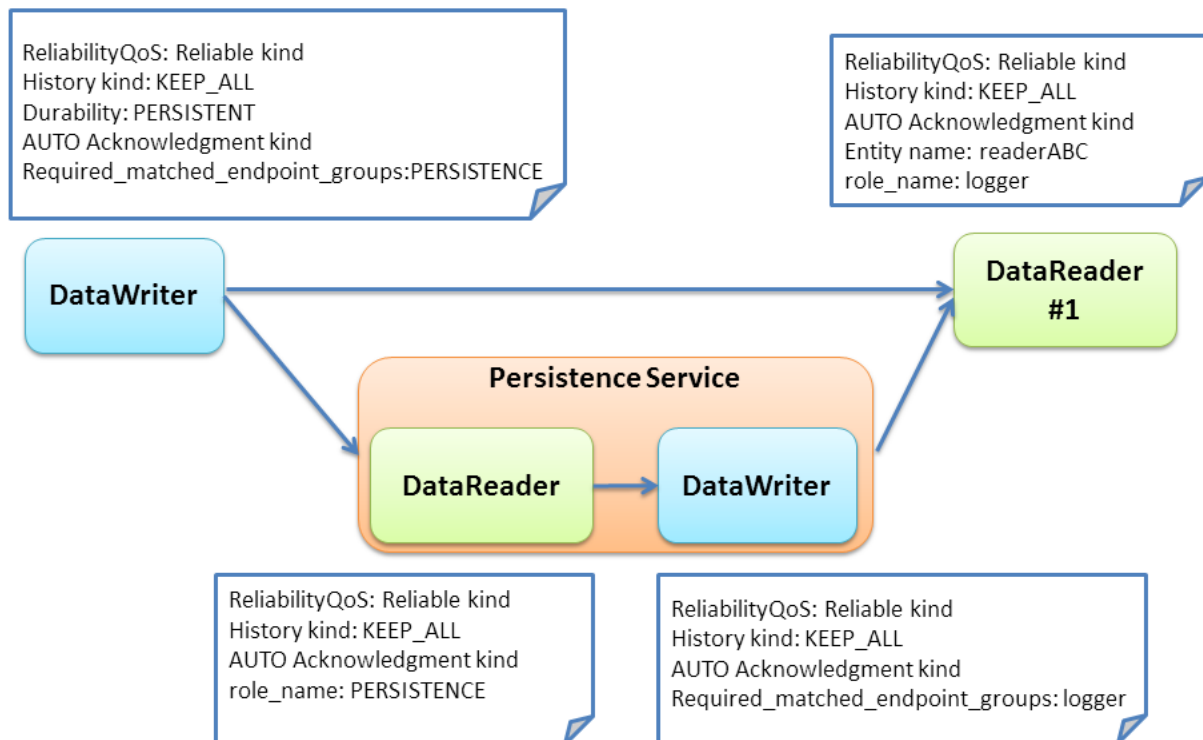 ReliabilityQoS: Reliable kind
History kind: KEEP_ALL
Durability: PERSISTENT
AUTO Acknowledgment kind
Required_matched_endpoint_groups:PERSISTENCE
ReliabilityQoS: Reliable kind
History kind: KEEP_ALL
AUTO Acknowledgment kind
Entity name: readerABC
role_name: logger
DataWriter
DataReader
#1
Persistence Service
DataReader
DataWriter
ReliabilityQoS: Reliable kind
History kind: KEEP_ALL
AUTO Acknowledgment kind
role_name: PERSISTENCE
ReliabilityQoS: Reliable kind
History kind: KEEP_ALL
AUTO Acknowledgment kind
Required_matched_endpoint_groups: logger